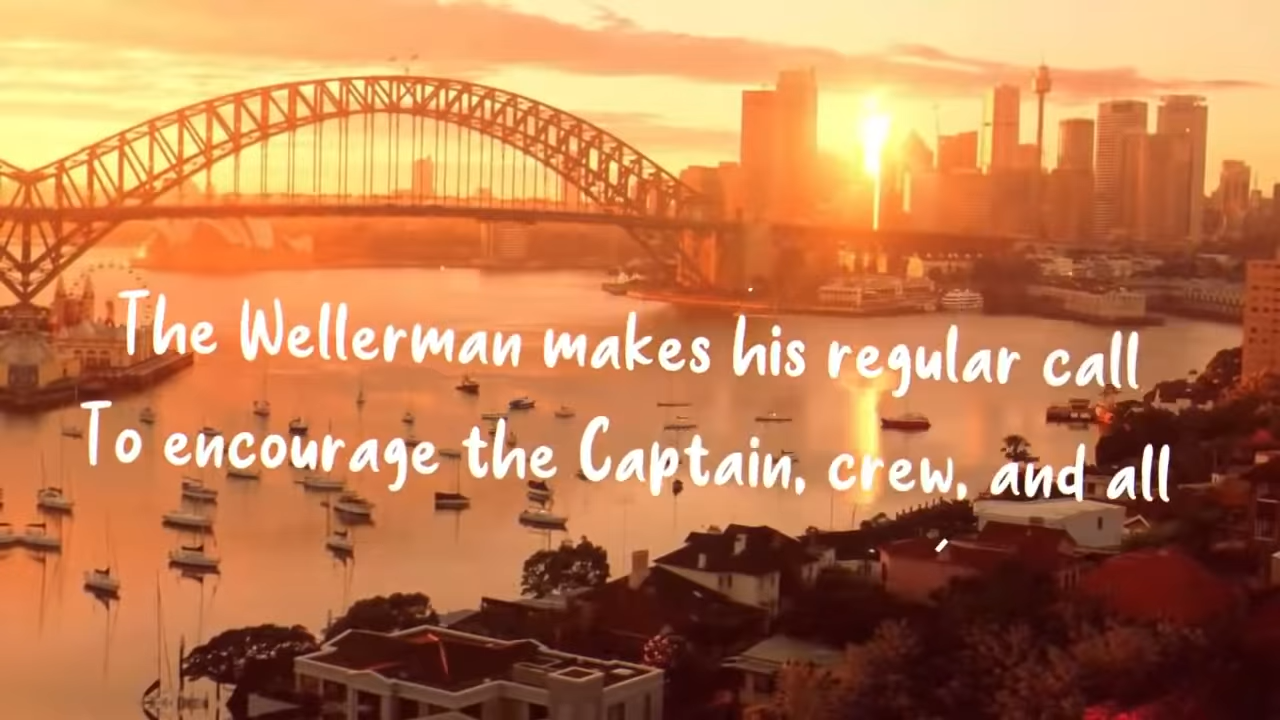 The Wellerman makes his regular call
To encourage the Captain, crew, and all